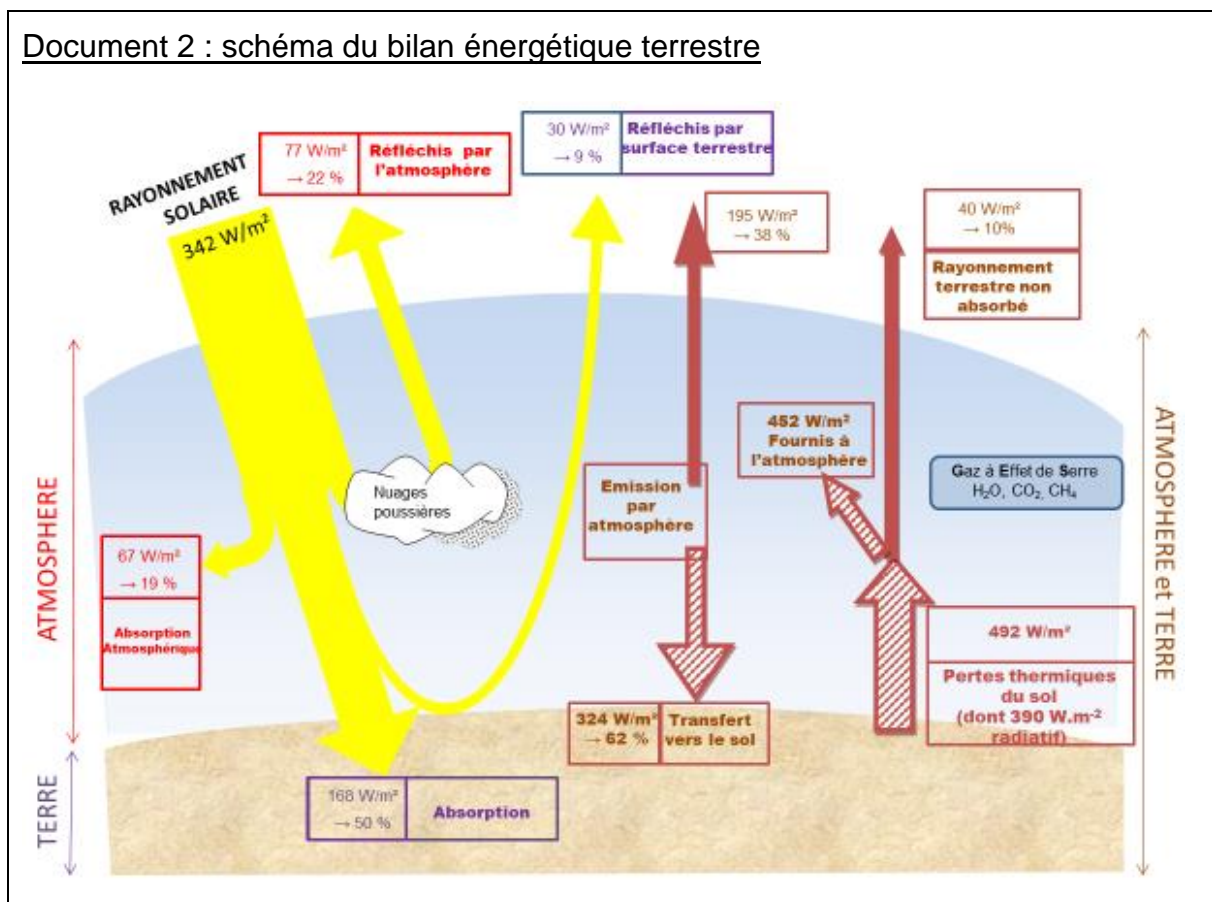 Document 2 : schéma du bilan énergétique terrestre
RAYONNEMENT
SOLAIRE
342 W/m²
77 W/m²
→ 22 %
Réfléchis par
l'atmosphère
30 W/m²
→ 9 %
Réfléchis par
surface terrestre
195 W/m²
→ 38 %
40 W/m²
→ 10%
Rayonnement
terrestre non
absorbé
ATMOSPHERE
TERRE
ATMOSPHERE et TERRE
Nuages
poussières
452 W/m²
Fournis à
l'atmosphère
Gaz à Effet de Serre
H₂O, CO₂, CH₄
Emission
par
atmosphère
67 W/m²
→ 19 %
Absorption
Atmosphérique
492 W/m²
Pertes thermiques
du sol
(dont 390 W.m⁻²
radiatif)
324 W/m²
→ 62 %
Transfert
vers le sol
168 W/m²
→ 50 %
Absorption